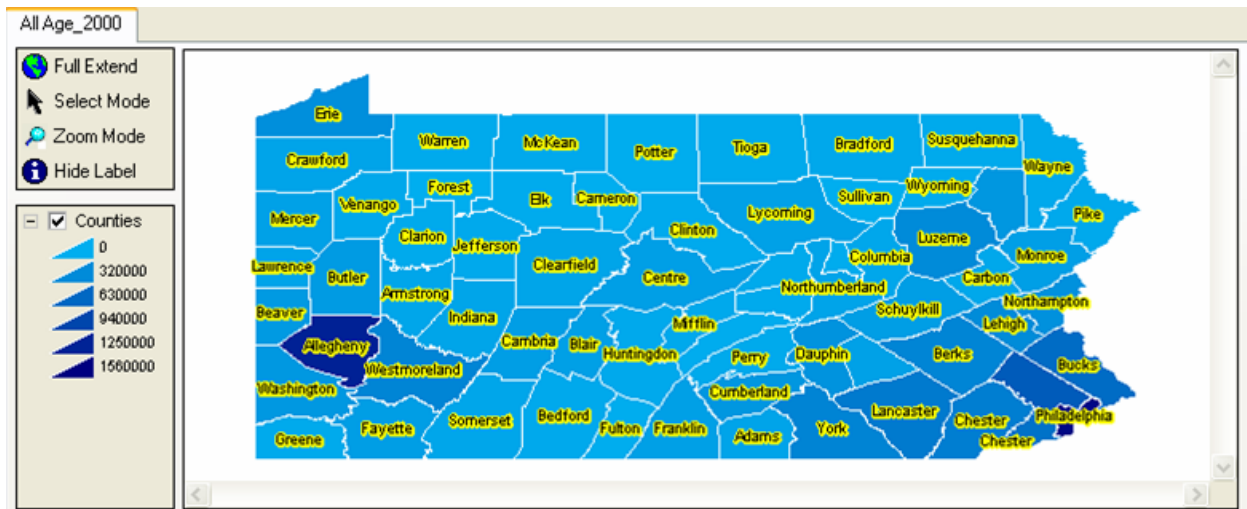 All Age_2000
Full Extend
Select Mode
Zoom Mode
Hide Label
Counties
0
320000
630000
940000
1250000
1560000
Erie
Warren
McKean
Potter
Tioga
Bradford
Susquehanna
Crawford
Wayne
Forest
Elk
Cameron
Sullivan
Wyoming
Mercer
Venango
Lycoming
Pike
Clarion
Jefferson
Clinton
Luzerne
Lawrence
Butler
Clearfield
Centre
Columbia
Monroe
Carbon
Armstrong
Northumberland
Northampton
Beaver
Indiana
Mifflin
Schuylkill
Lehigh
Allegheny
Cambria
Blair
Huntingdon
Perry
Dauphin
Berks
Bucks
Westmoreland
Washington
Cumberland
Somerset
Bedford
Lancaster
Chester
Philadelphia
Greene
Fayette
Fulton
Franklin
Adams
York
Chester